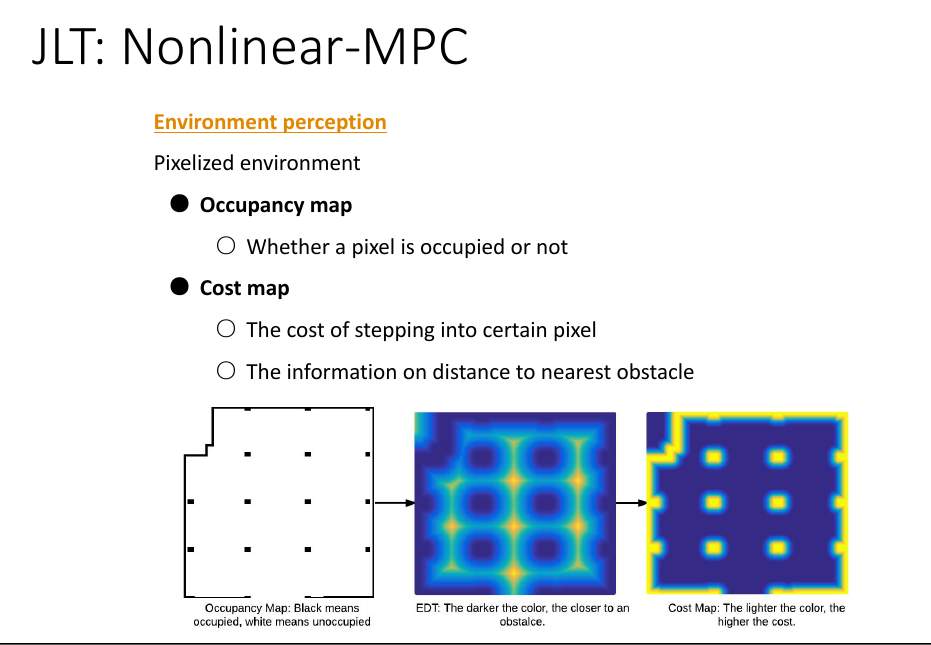 JLT: Nonlinear-MPC
Environment perception
Pixelized environment
● Occupancy map
○ Whether a pixel is occupied or not
● Cost map
○ The cost of stepping into certain pixel
○ The information on distance to nearest obstacle
Occupancy Map: Black means
occupied, white means unoccupied
EDT: The darker the color, the closer to an
obstalce.
Cost Map: The lighter the color, the
higher the cost.